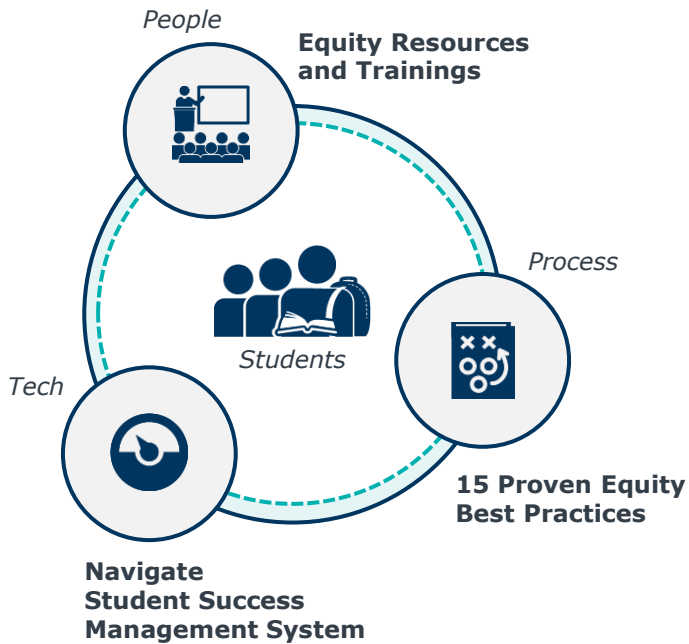 People
Equity Resources
and Trainings
Process
Students
Tech
15 Proven Equity
Best Practices
Navigate
Student Success
Management System